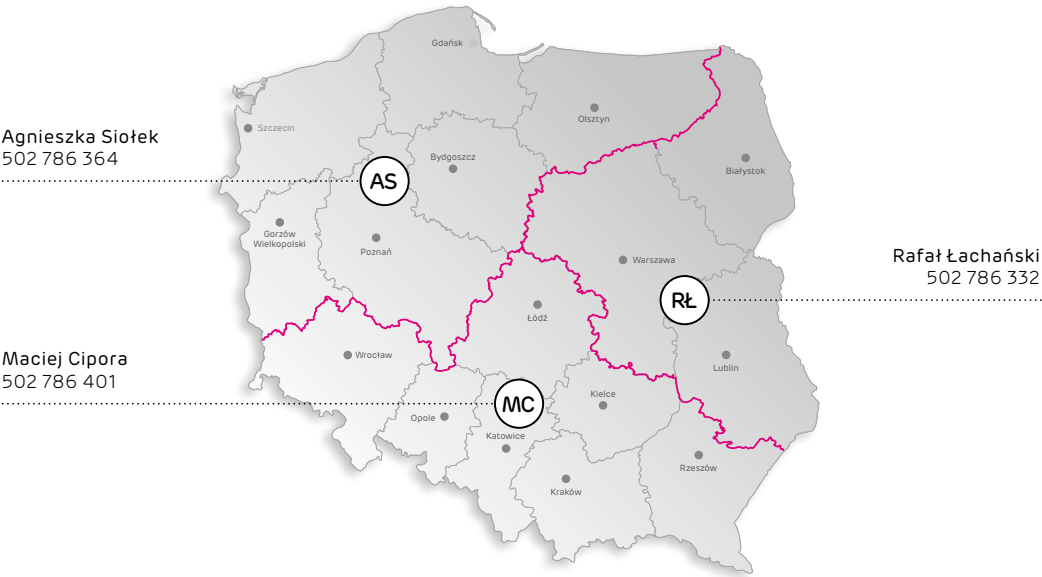 Gdańsk
Szczecin
Olsztyn
Agnieszka Siołek
502 786 364
Bydgoszcz
Białystok
AS
Gorzów
Wielkopolski
Poznań
Warszawa
Rafał Łachański
502 786 332
RŁ
Łódź
Maciej Cipora
502 786 401
Wrocław
Lublin
Kielce
MC
Opole
Katowice
Rzeszów
Kraków